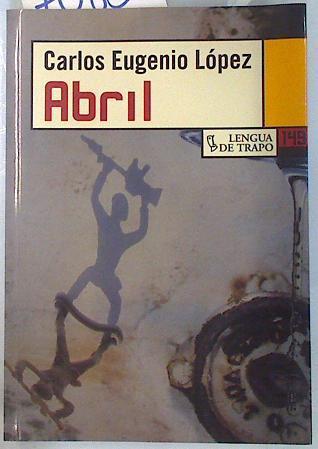 Carlos Eugenio López
Abril
LENGUA
DE TRAPO
149